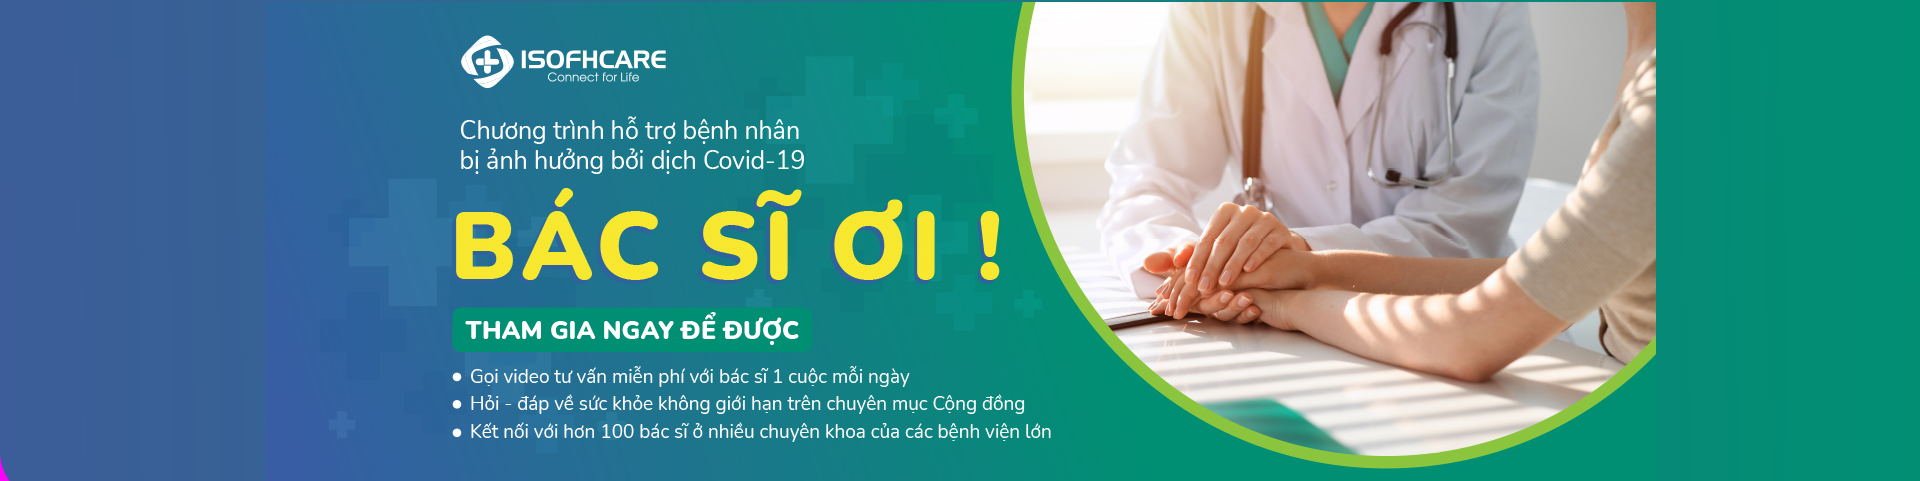 ISOFHCARE
Connect for Life
Chương trình hỗ trợ bệnh nhân
bị ảnh hưởng bởi dịch Covid-19
BÁC SĨ ƠI !
THAM GIA NGAY ĐỂ ĐƯỢC
• Gọi video tư vấn miễn phí với bác sĩ 1 cuộc mỗi ngày
• Hỏi - đáp về sức khỏe không giới hạn trên chuyên mục Cộng đồng
• Kết nối với hơn 100 bác sĩ ở nhiều chuyên khoa của các bệnh viện lớn